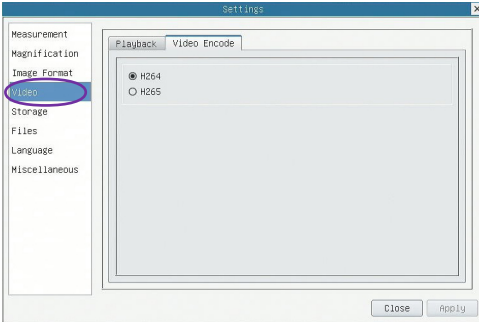 Settings
Measurement
Magnification
Image Format
Video
Storage
Files
Language
Miscellaneous
Playback
Video Encode
H264
H265
Close
Apply